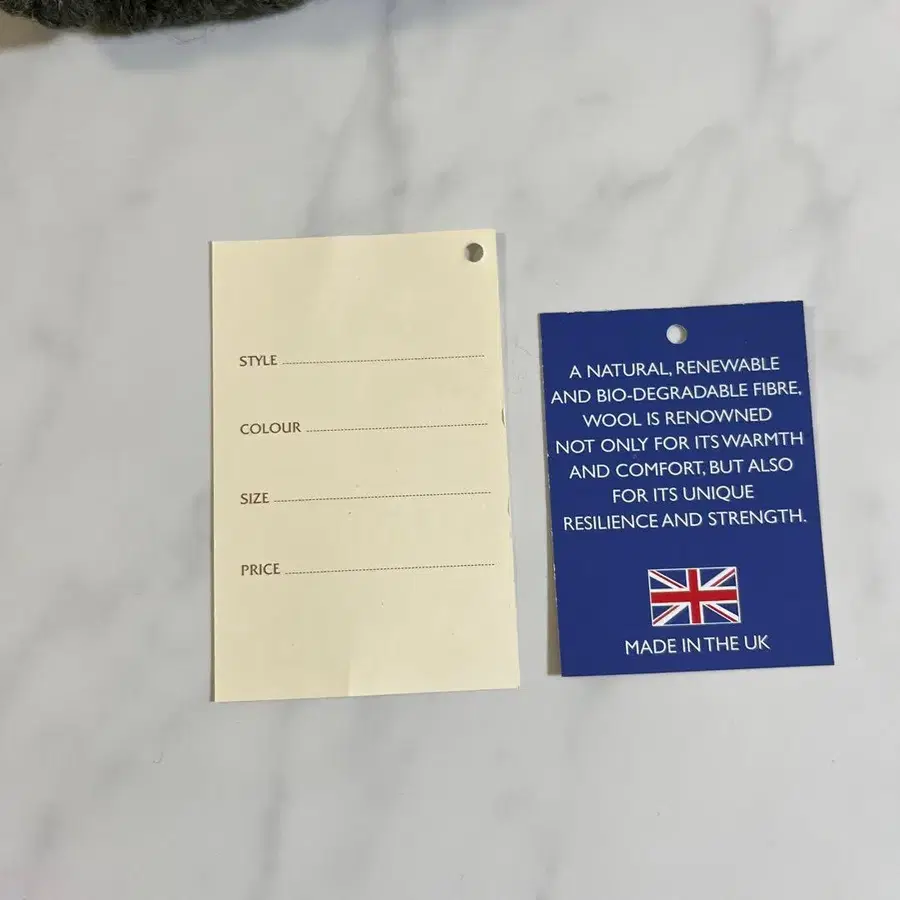 STYLE
COLOUR
SIZE
PRICE
A NATURAL, RENEWABLE
AND BIO-DEGRADABLE FIBRE,
WOOL IS RENOWNED
NOT ONLY FOR ITS WARMTH
AND COMFORT, BUT ALSO
FOR ITS UNIQUE
RESILIENCE AND STRENGTH.
MADE IN THE UK